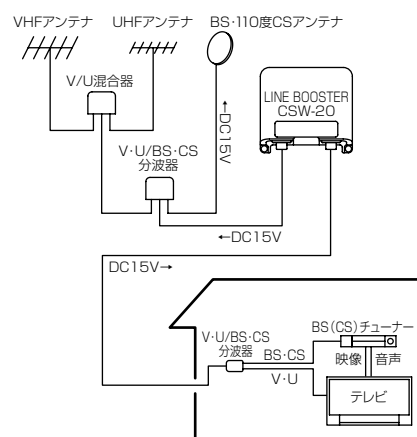 VHFアンテナ
UHFアンテナ
BS・110度CSアンテナ
V/U混合器
←DC15V
LINE BOOSTER
CSW-20
V・U/BS・CS
分波器
←DC15V
DC15V→
V・U/BS・CS
分波器
BS・CS
V・U
BS(CS)チューナー
映像
音声
テレビ